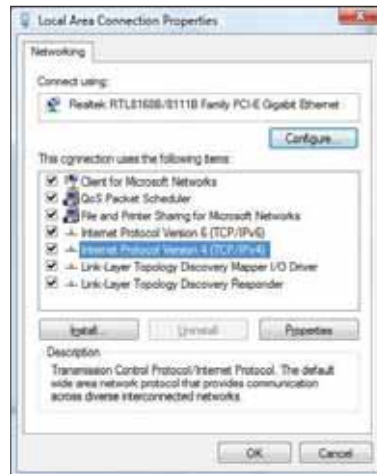 Local Area Connection Properties
Networking
Connect using:
Realtek RTL8168B/8111B Family PCI-E Gigabit Ethernet
Configure...
This connection uses the following items:
Client for Microsoft Networks
QoS Packet Scheduler
File and Printer Sharing for Microsoft Networks
Internet Protocol Version 6 (TCP/IPv6)
Internet Protocol Version 4 (TCP/IPv4)
Link-Layer Topology Discovery Mapper I/O Driver
Link-Layer Topology Discovery Responder
Install...
Uninstall
Properties
Description
Transmission Control Protocol/Internet Protocol. The default
wide area network protocol that provides communication
across diverse interconnected networks.
OK
Cancel